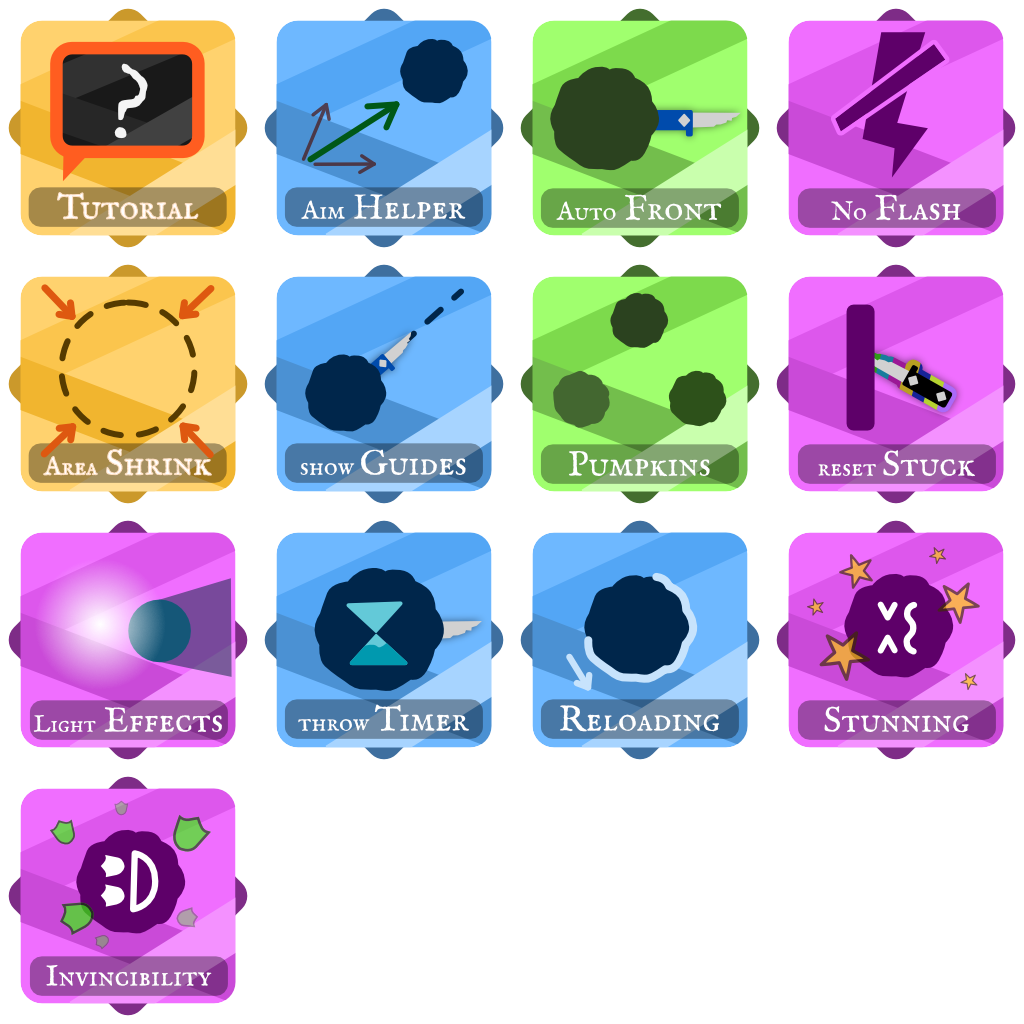 ?
Tutorial
Aim Helper
Auto Front
No Flash
Area Shrink
show Guides
Pumpkins
reset Stuck
Light Effects
throw Timer
Reloading
Stunning
Invincibility